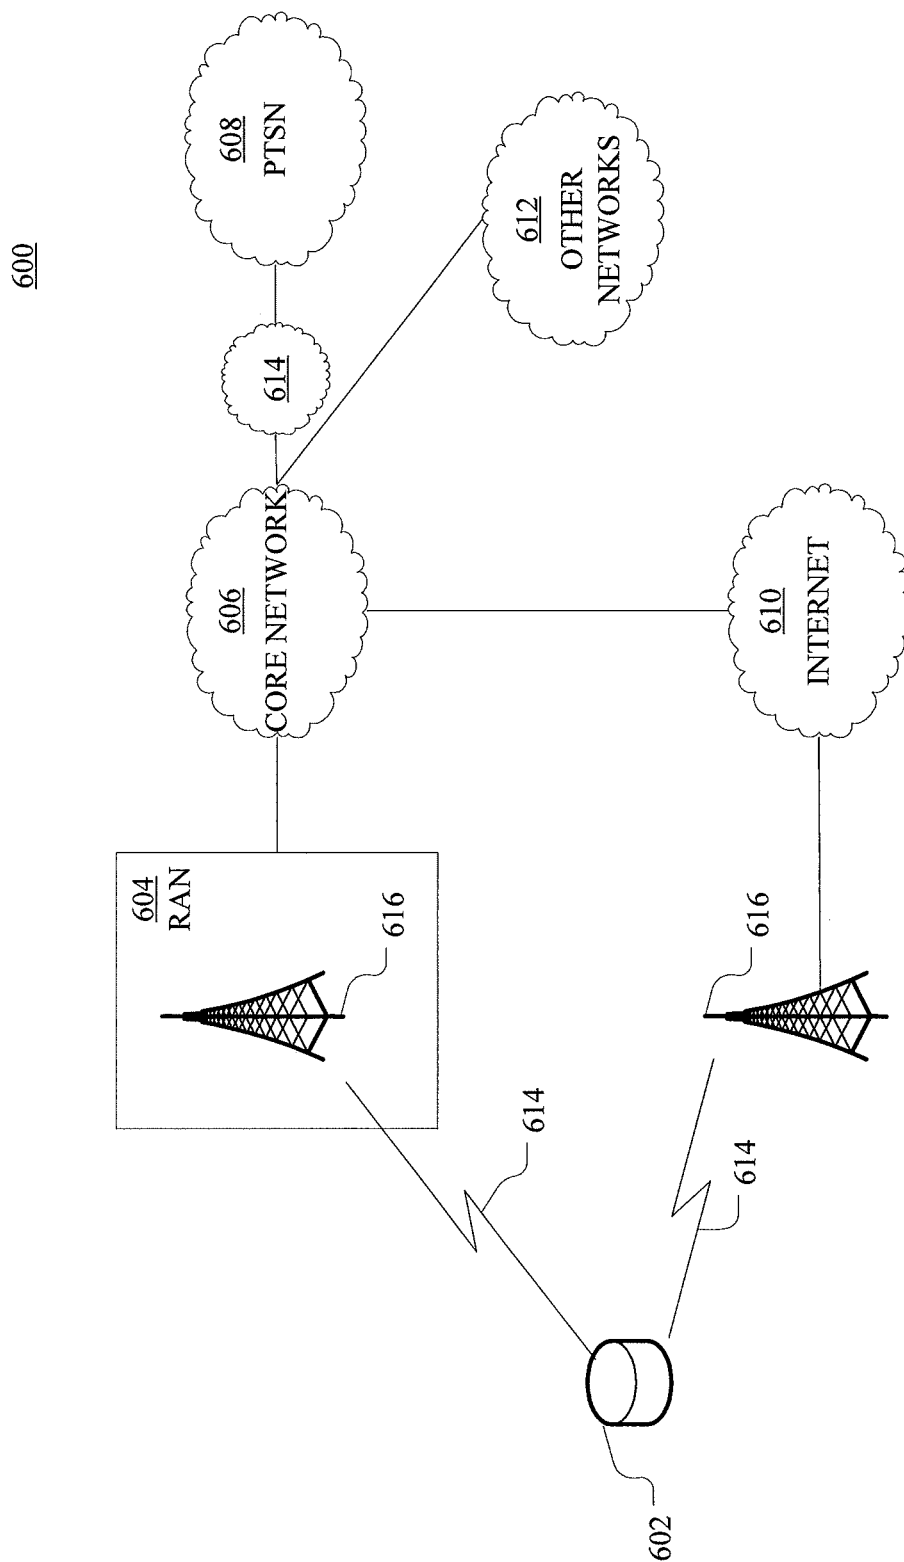 600
604
RAN
616
606
CORE NETWORK
614
608
PTSN
614
612
OTHER
NETWORKS
602
614
616
610
INTERNET